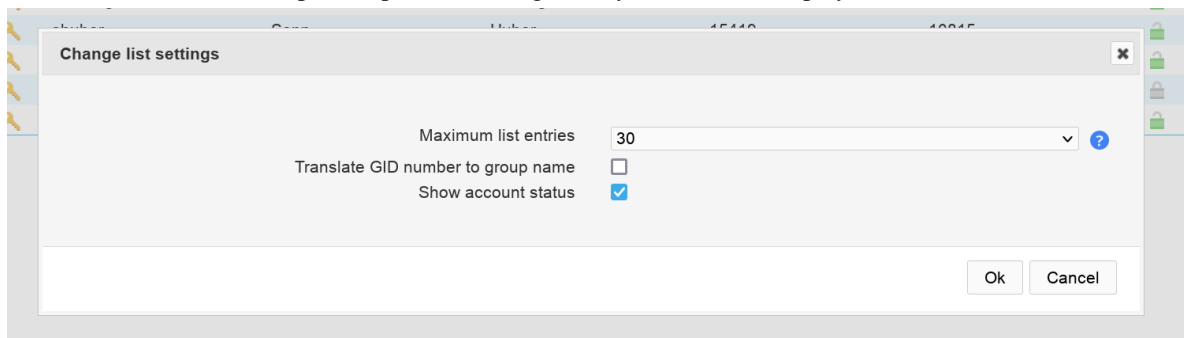 Change list settings
Maximum list entries 30
Translate GID number to group name
Show account status
Ok Cancel